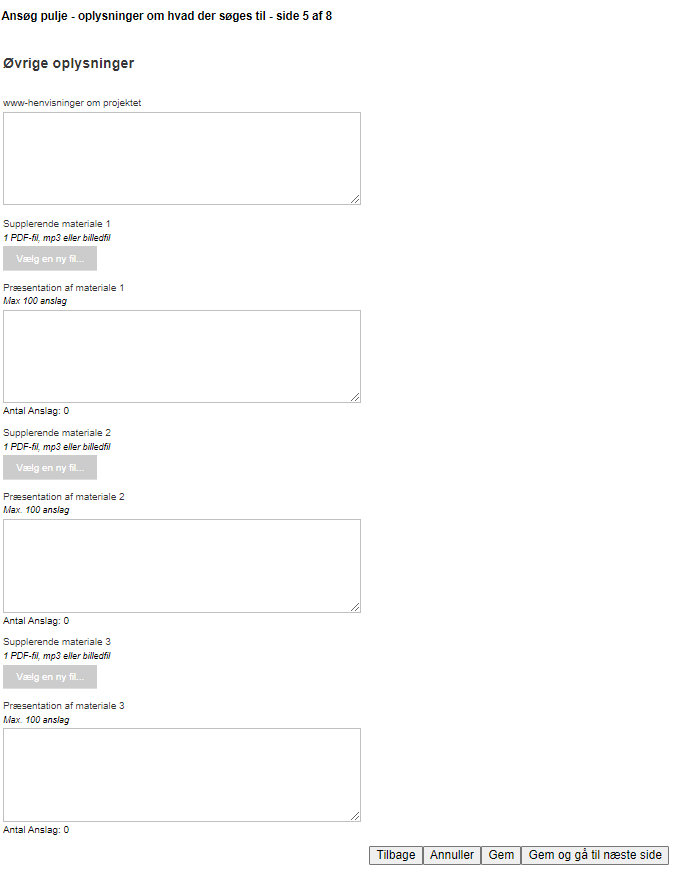 Ansøg pulje - oplysninger om hvad der søges til - side 5 af 8
Øvrige oplysninger
www-henvisninger om projektet
Supplerende materiale 1
1 PDF-fil, mp3 eller billedfil
Vælg en ny fil...
Præsentation af materiale 1
Max 100 anslag
Antal Anslag: 0
Supplerende materiale 2
1 PDF-fil, mp3 eller billedfil
Vælg en ny fil...
Præsentation af materiale 2
Max. 100 anslag
Antal Anslag: 0
Supplerende materiale 3
1 PDF-fil, mp3 eller billedfil
Vælg en ny fil...
Præsentation af materiale 3
Max. 100 anslag
Antal Anslag: 0
Tilbage Annuller Gem Gem og gå til næste side